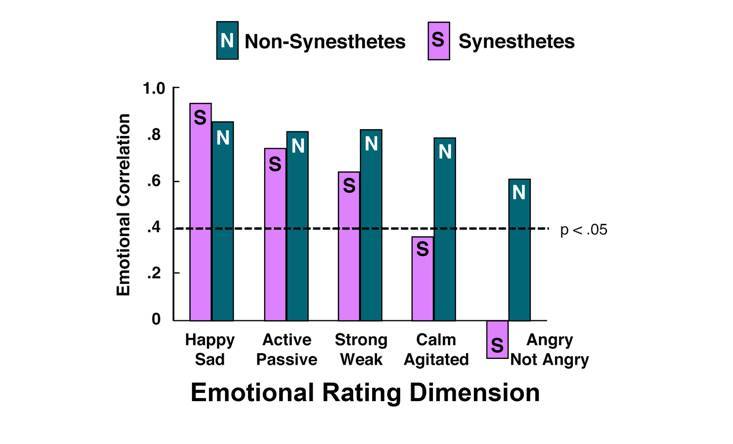 N Non-Synesthetes S Synesthetes
1.0
.8
.6
.4
.2
0
Emotional Correlation
S N
S N
S N
S N
S N
p < .05
Happy Sad
Active Passive
Strong Weak
Calm Agitated
Angry Not Angry
Emotional Rating Dimension